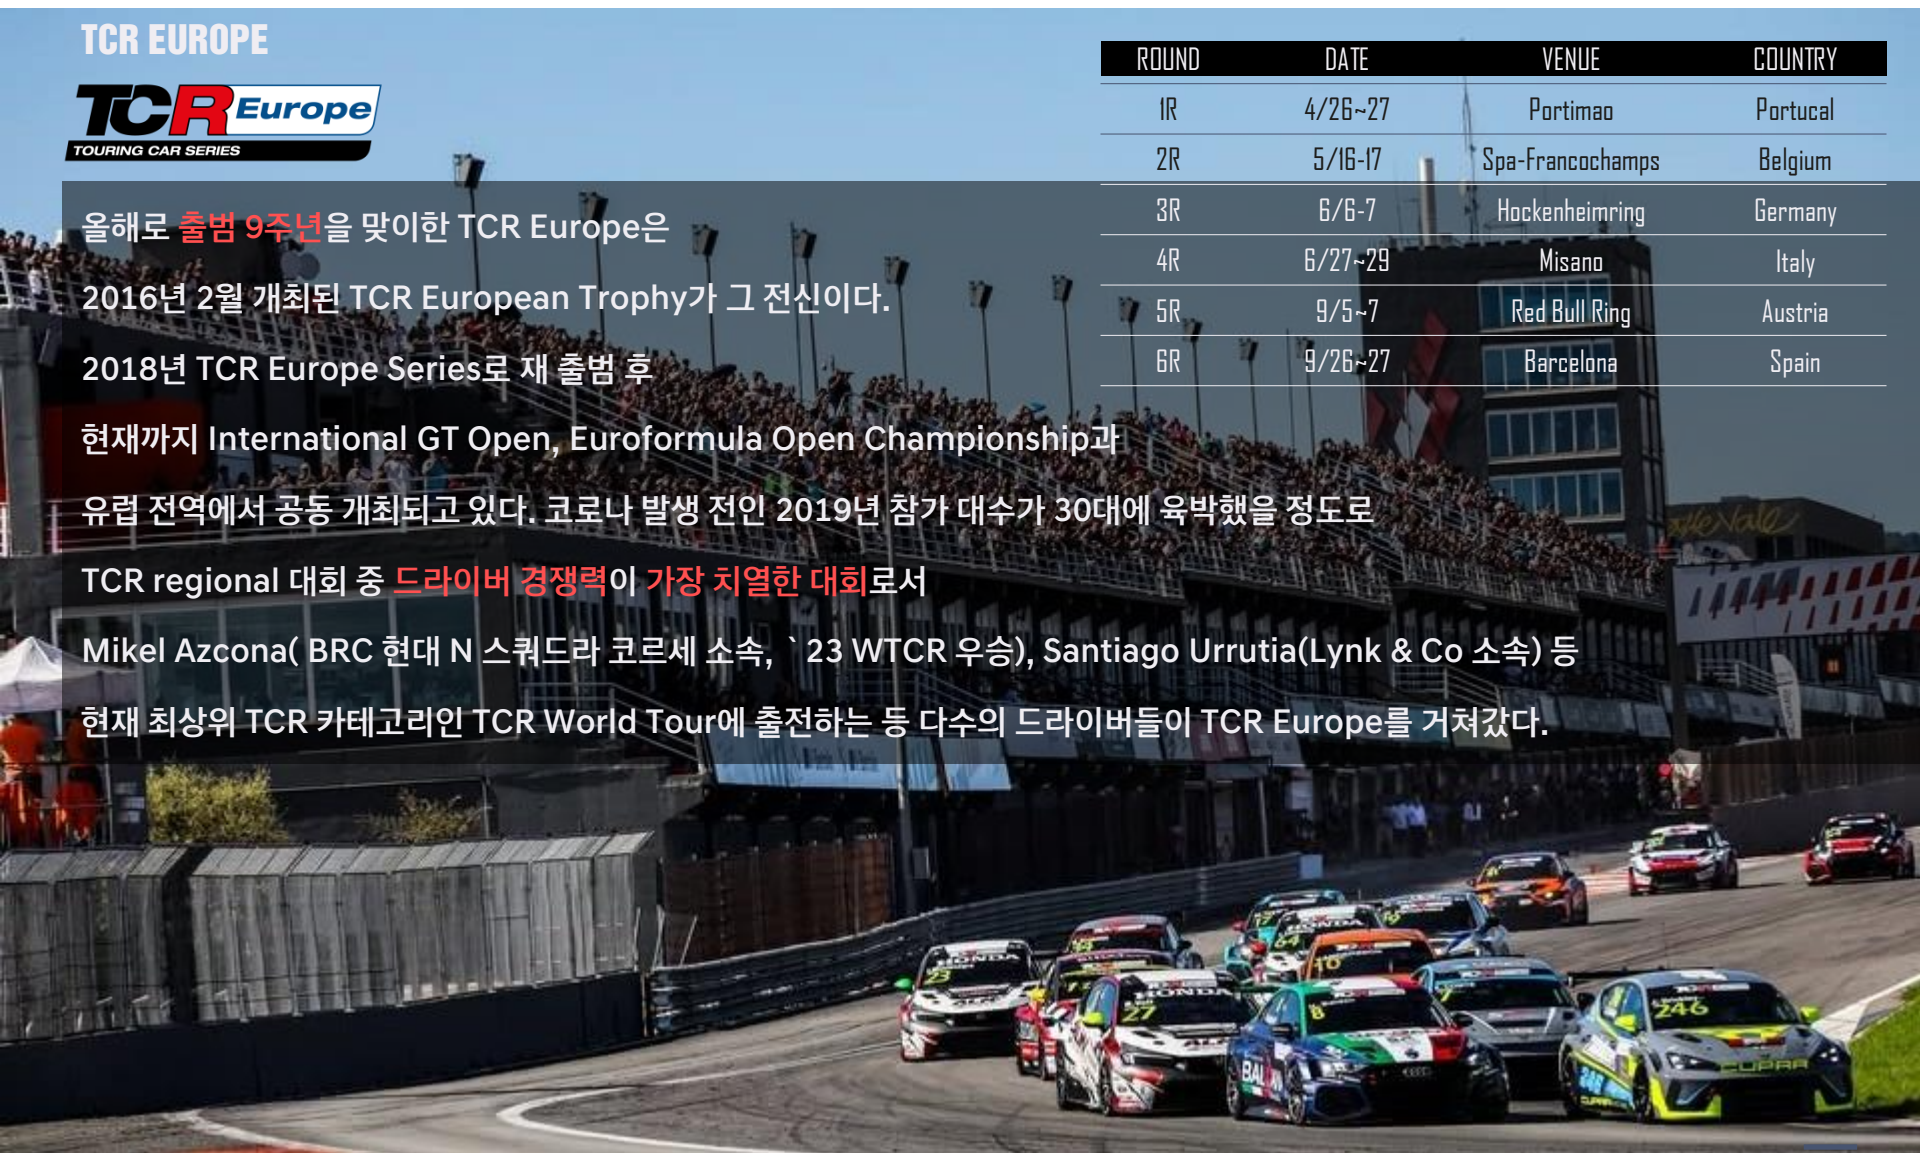 TCR EUROPE
TCR Europe
TOURING CAR SERIES
ROUND DATE VENUE COUNTRY
1R 4/26~27 Portimao Portucal
2R 5/16-17 Spa-Francochamps Belgium
3R 6/6-7 Hockenheimring Germany
4R 6/27~29 Misano Italy
5R 9/5~7 Red Bull Ring Austria
6R 9/26~27 Barcelona Spain
올해로 출범 9주년을 맞이한 TCR Europe은
2016년 2월 개최된 TCR European Trophy가 그 전신이다.
2018년 TCR Europe Series로 재 출범 후
현재까지 International GT Open, Euroformula Open Championship과
유럽 전역에서 공동 개최되고 있다. 코로나 발생 전인 2019년 참가 대수가 30대에 육박했을 정도로
TCR regional 대회 중 드라이버 경쟁력이 가장 치열한 대회로서
Mikel Azcona( BRC 현대 N 스쿼드라 코르세 소속, `23 WTCR 우승), Santiago Urrutia(Lynk & Co 소속) 등
현재 최상위 TCR 카테고리인 TCR World Tour에 출전하는 등 다수의 드라이버들이 TCR Europe를 거쳐갔다.
HONDA
23
HONDA
64
10
HONDA
27
8
246
CUPRA